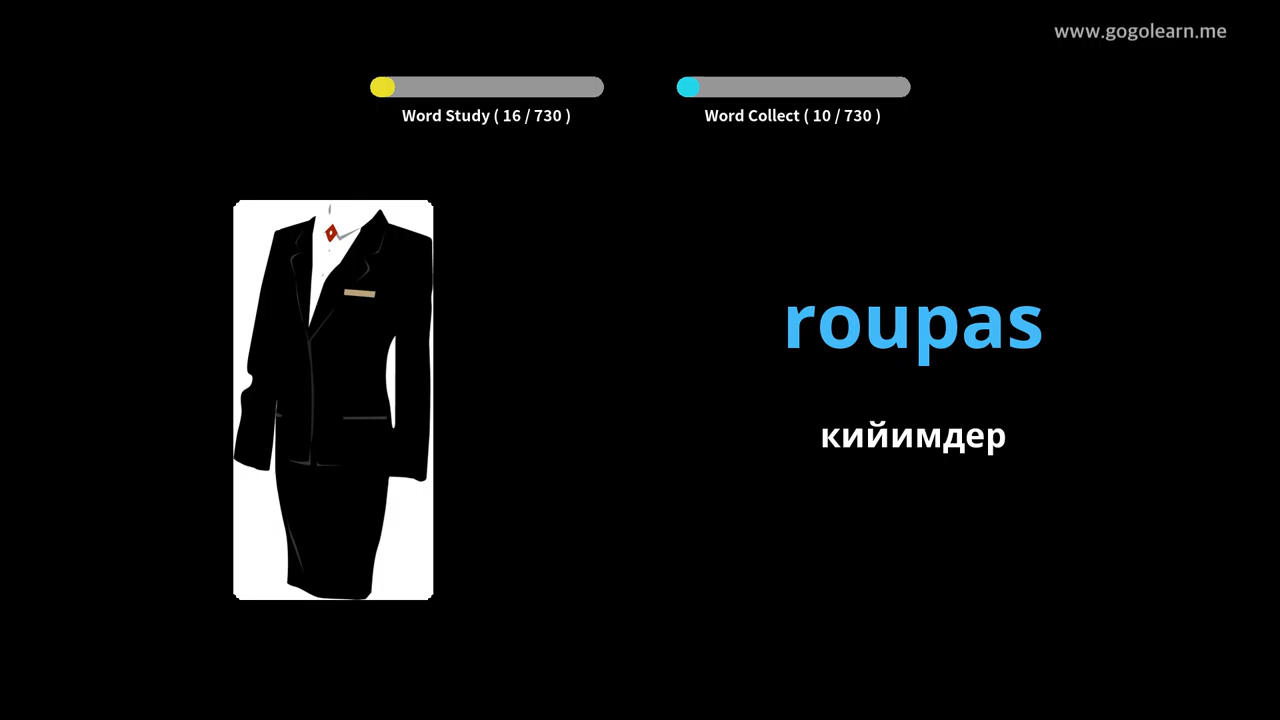 www.gogolearn.me
Word Study ( 16 / 730 )
Word Collect ( 10 / 730 )
roupas
кийимдер